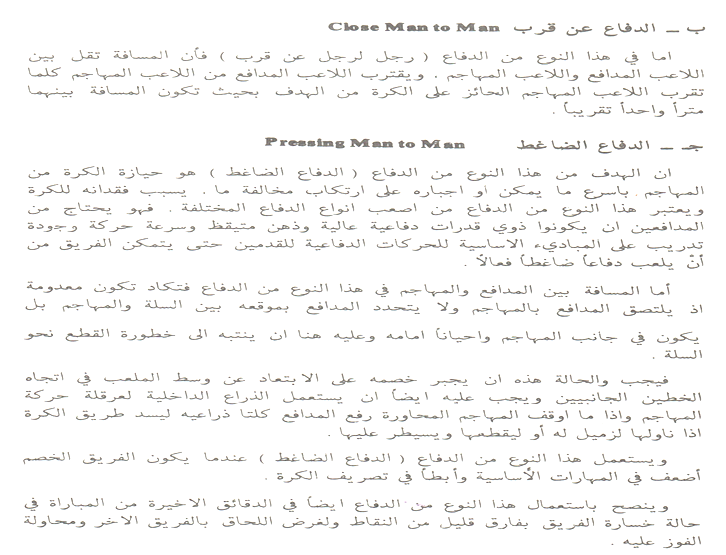 ب ــ الدفاع عن قرب Close Man to Man
اما في هذا النوع من الدفاع ( رجل لرجل عن قرب ) فأن المسافة تقل بين
اللاعب المدافع واللاعب المهاجم . ويقترب اللاعب المدافع من اللاعب المهاجم كلما
تقرب اللاعب المهاجم الحائز على الكرة من الهدف بحيث تكون المسافة بينهما
متراً واحداً تقريباً .
جـ ــ الدفاع الضاغط Pressing Man to Man
ان الهدف من هذا النوع من الدفاع ( الدفاع الضاغط ) هو حيازة الكرة من
المهاجم بأسرع ما يمكن او اجباره على ارتكاب مخالفة ما . يسبب فقدانه للكرة
ويعتبر هذا النوع من الدفاع من اصعب انواع الدفاع المختلفة . فهو يحتاج من
المدافعين ان يكونوا ذوي قدرات دفاعية عالية وذهن متيقظ وسرعة حركة وجودة
تدريب على المباديء الاساسية للحركات الدفاعية للقدمين حتى يتمكن الفريق من
أنّ يلعب دفاعاً ضاغطاً فعالاً .
أما المسافة بين المدافع والمهاجم في هذا النوع من الدفاع فتكاد تكون معدومة
اذ يلتصق المدافع بالمهاجم ولا يتحدد المدافع بموقعه بين السلة والمهاجم بل
يكون في جانب المهاجم واحياناً امامه وعليه هنا ان ينتبه الى خطورة القطع نحو
السلة .
فيجب والحالة هذه ان يجبر خصمه على الابتعاد عن وسط الملعب في اتجاه
الخطين الجانبيين ويجب عليه ايضاً ان يستعمل الذراع الداخلية لعرقلة حركة
المهاجم واذا ما اوقف المهاجم المحاورة رفع المدافع كلتا ذراعيه ليسد طريق الكرة
اذا ناولها لزميل له أو ليقطعها ويسيطر عليها .
ويستعمل هذا النوع من الدفاع ( الدفاع الضاغط ) عندما يكون الفريق الخصم
أضعف في المهارات الأساسية وأبطأ في تصريف الكرة .
وينصح باستعمال هذا النوع من الدفاع ايضاً في الدقائق الاخيرة من المباراة في
حالة خسارة الفريق بفارق قليل من النقاط ولغرض اللحاق بالفريق الاخر ومحاولة
الفوز عليه .